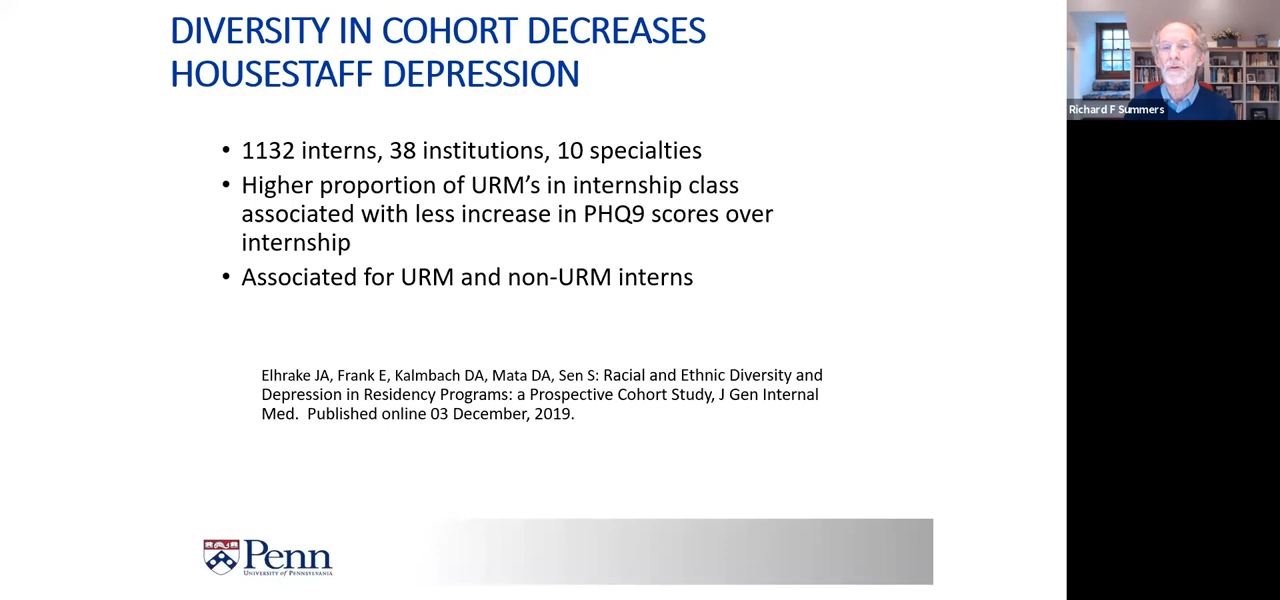 DIVERSITY IN COHORT DECREASES
HOUSESTAFF DEPRESSION
• 1132 interns, 38 institutions, 10 specialties
• Higher proportion of URM's in internship class
associated with less increase in PHQ9 scores over
internship
• Associated for URM and non-URM interns
Elhrake JA, Frank E, Kalmbach DA, Mata DA, Sen S: Racial and Ethnic Diversity and
Depression in Residency Programs: a Prospective Cohort Study, J Gen Internal
Med. Published online 03 December, 2019.
Penn
UNIVERSITY OF PENNSYLVANIA
Richard F Summers